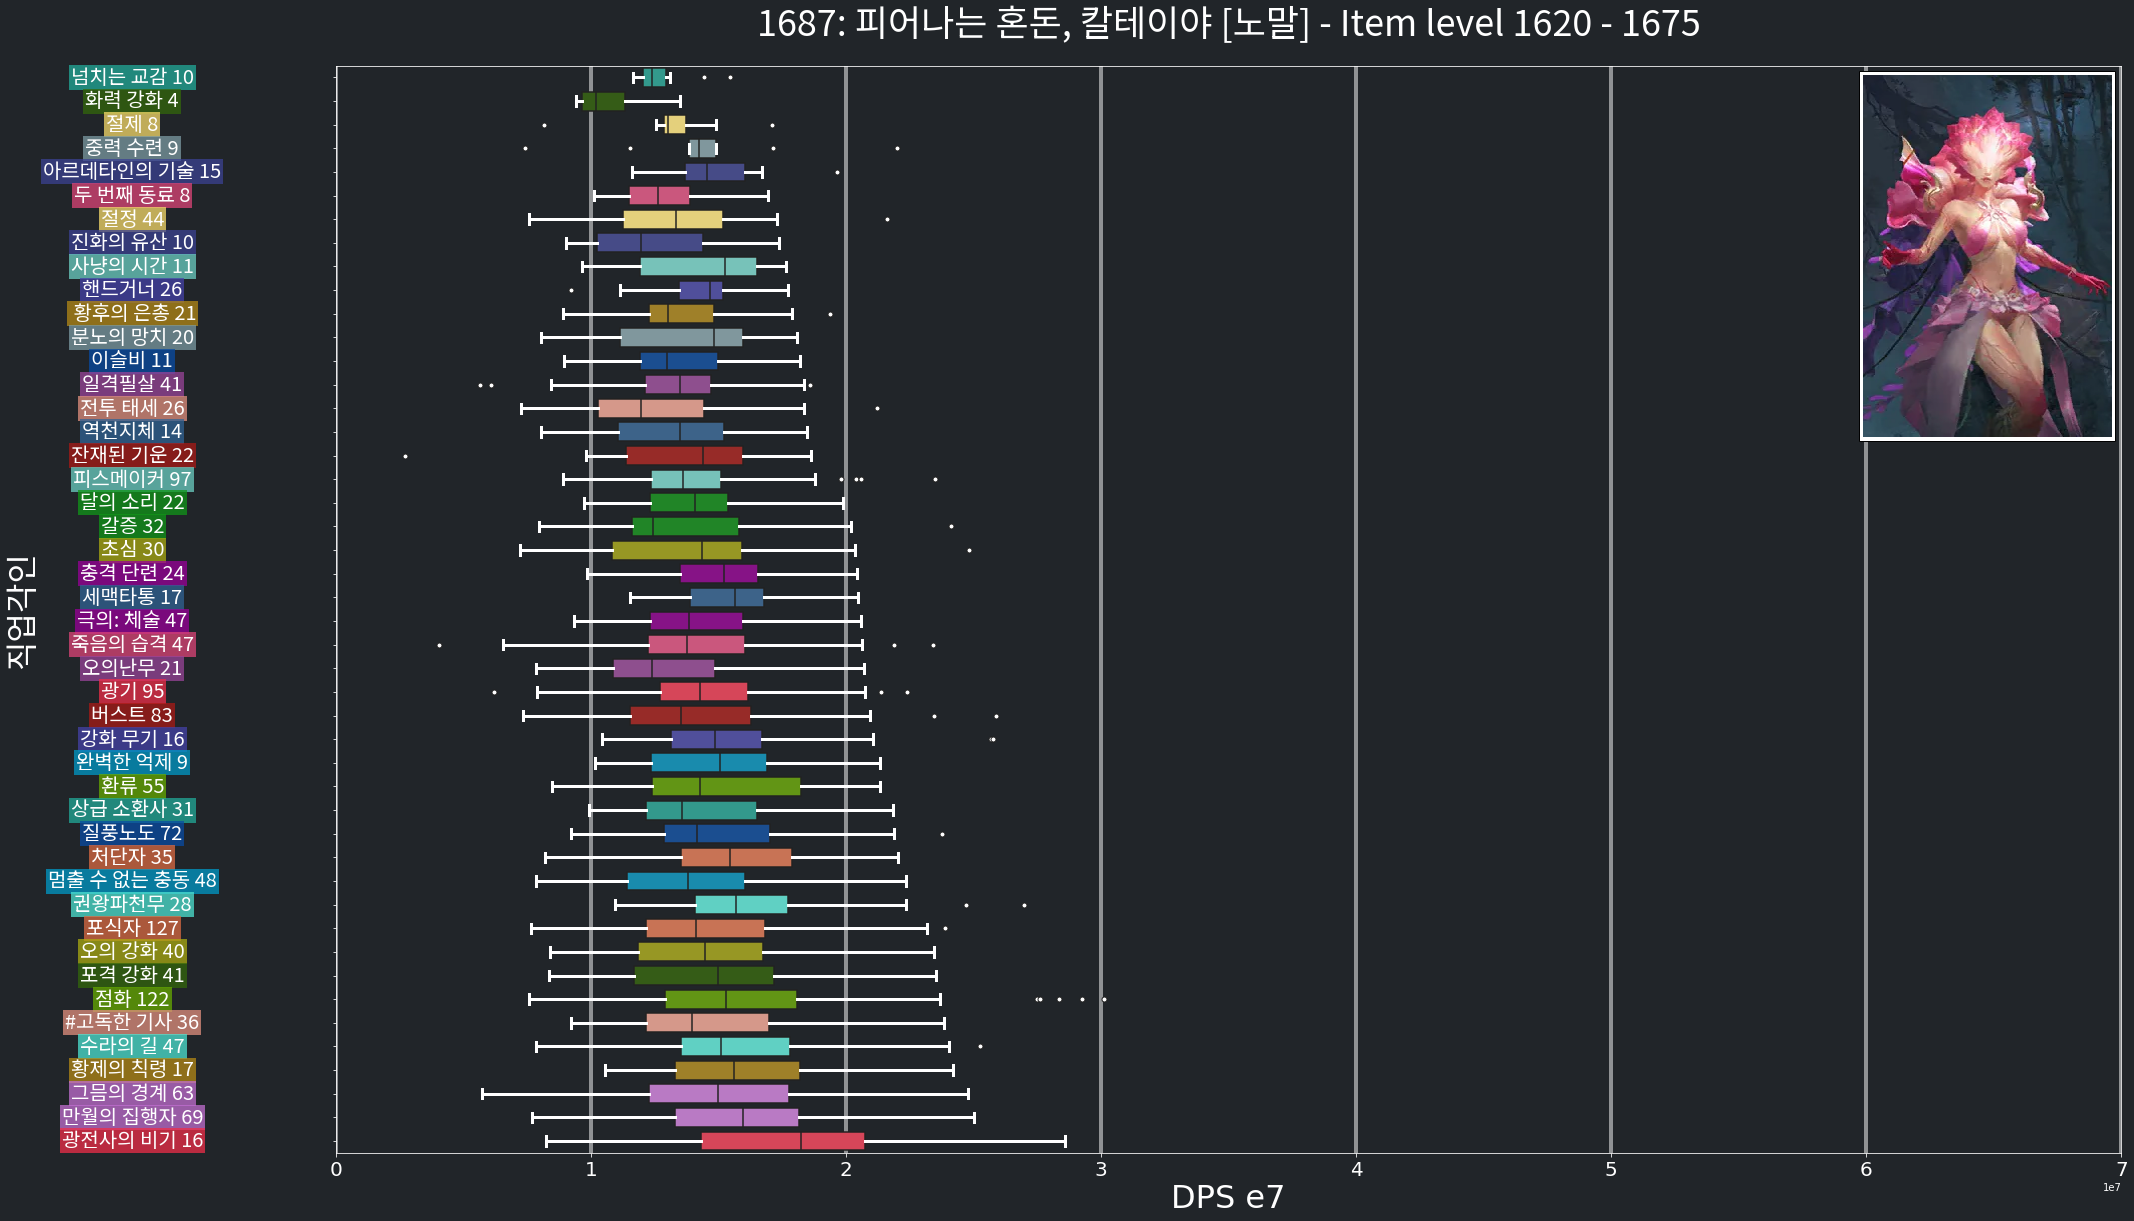 1687: 피어나는 혼돈, 칼테이야 [노말] - Item level 1620 - 1675
넘치는 교감 10
화력 강화 4
절제 8
중력 수련 9
아르데타인의 기술 15
두 번째 동료 8
절정 44
진화의 유산 10
사냥의 시간 11
핸드거너 26
황후의 은총 21
분노의 망치 20
이슬비 11
일격필살 41
전투 태세 26
역천지체 14
잔재된 기운 22
피스메이커 97
달의 소리 22
갈증 32
초심 30
충격 단련 24
세맥타통 17
극의: 체술 47
죽음의 습격 47
오의난무 21
광기 95
버스트 83
강화 무기 16
완벽한 억제 9
환류 55
상급 소환사 31
질풍노도 72
처단자 35
멈출 수 없는 충동 48
권왕파천무 28
포식자 127
오의 강화 40
포격 강화 41
점화 122
#고독한 기사 36
수라의 길 47
황제의 칙령 17
그믐의 경계 63
만월의 집행자 69
광전사의 비기 16
직업각인
0 1 2 3 4 5 6 7
1e7
DPS e7